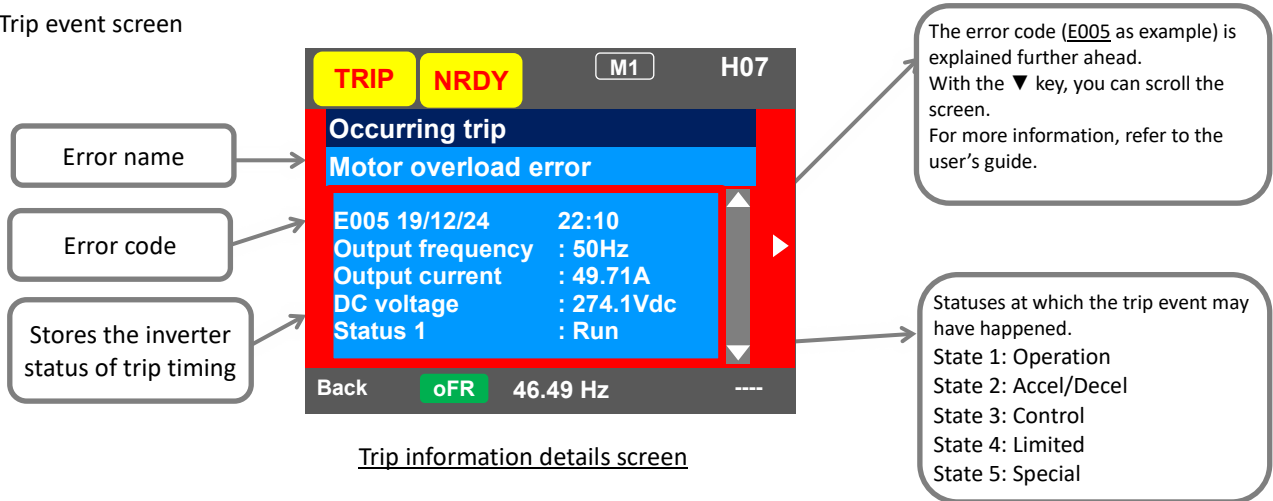 Trip event screen
TRIP NRDY M1 H07
Occurring trip
Motor overload error
E005 19/12/24 22:10
Output frequency : 50Hz
Output current : 49.71A
DC voltage : 274.1Vdc
Status 1 : Run
Back oFR 46.49 Hz ----
Trip information details screen
Error name
Error code
Stores the inverter
status of trip timing
The error code (E005 as example) is
explained further ahead.
With the ▼ key, you can scroll the
screen.
For more information, refer to the
user's guide.
Statuses at which the trip event may
have happened.
State 1: Operation
State 2: Accel/Decel
State 3: Control
State 4: Limited
State 5: Special